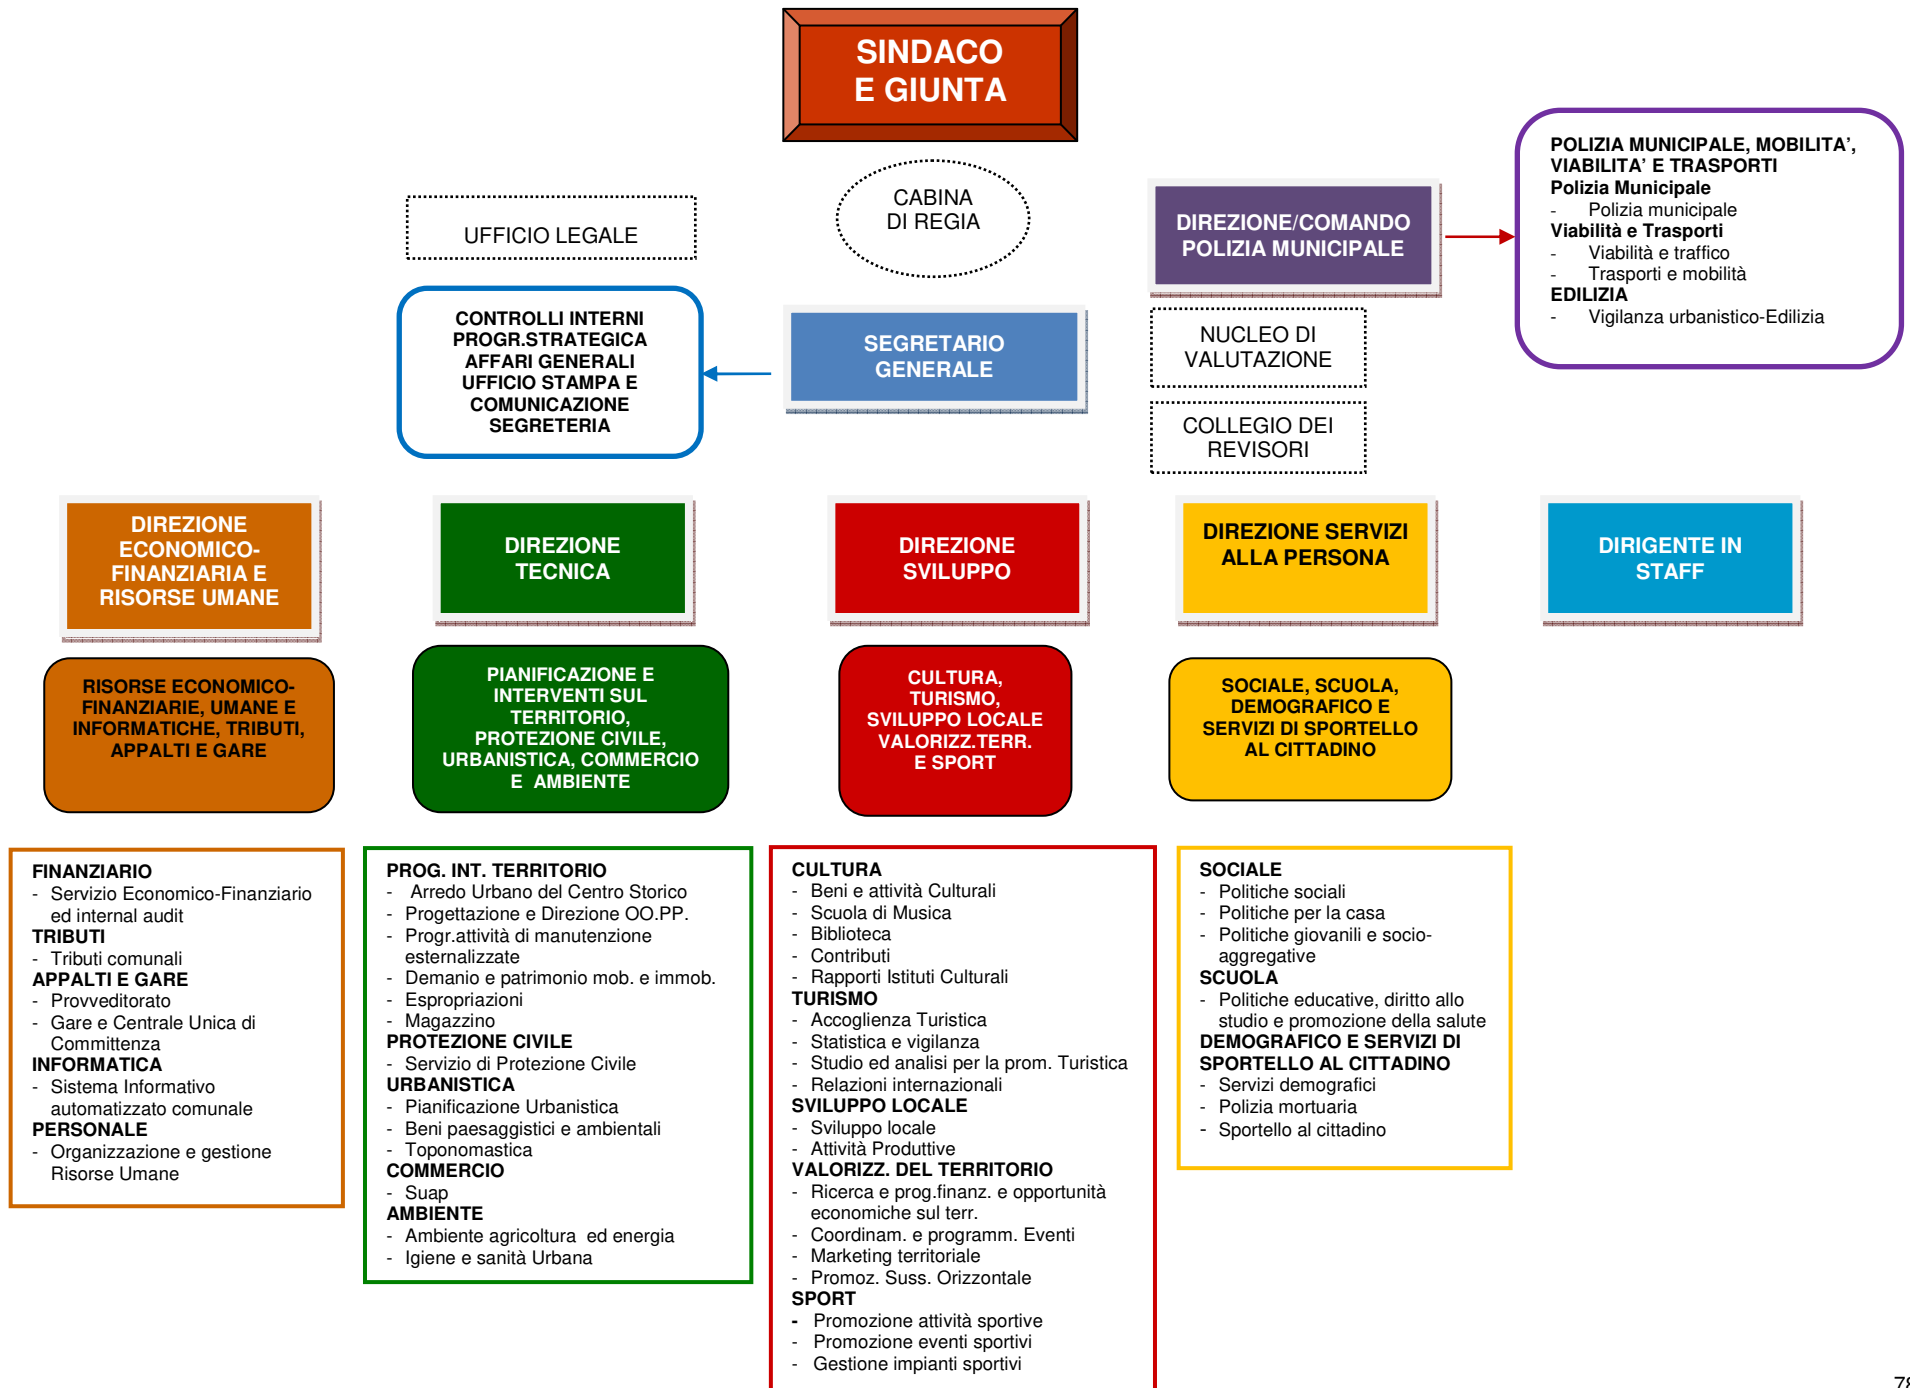 SINDACO
E GIUNTA
CABINA
DI REGIA
UFFICIO LEGALE
DIREZIONE/COMANDO
POLIZIA MUNICIPALE
POLIZIA MUNICIPALE, MOBILITA’,
VIABILITA’ E TRASPORTI
Polizia Municipale
- Polizia municipale
Viabilità e Trasporti
- Viabilità e traffico
- Trasporti e mobilità
EDILIZIA
- Vigilanza urbanistico-Edilizia
CONTROLLI INTERNI
PROGR.STRATEGICA
AFFARI GENERALI
UFFICIO STAMPA E
COMUNICAZIONE
SEGRETERIA
SEGRETARIO
GENERALE
NUCLEO DI
VALUTAZIONE
COLLEGIO DEI
REVISORI
DIREZIONE
ECONOMICO-
FINANZIARIA E
RISORSE UMANE
DIREZIONE
TECNICA
DIREZIONE
SVILUPPO
DIREZIONE SERVIZI
ALLA PERSONA
DIRIGENTE IN
STAFF
RISORSE ECONOMICO-
FINANZIARIE, UMANE E
INFORMATICHE, TRIBUTI,
APPALTI E GARE
PIANIFICAZIONE E
INTERVENTI SUL
TERRITORIO,
PROTEZIONE CIVILE,
URBANISTICA, COMMERCIO
E AMBIENTE
CULTURA,
TURISMO,
SVILUPPO LOCALE
VALORIZZ.TERR.
E SPORT
SOCIALE, SCUOLA,
DEMOGRAFICO E
SERVIZI DI SPORTELLO
AL CITTADINO
FINANZIARIO
- Servizio Economico-Finanziario
ed internal audit
TRIBUTI
- Tributi comunali
APPALTI E GARE
- Provveditorato
- Gare e Centrale Unica di
Committenza
INFORMATICA
- Sistema Informativo
automatizzato comunale
PERSONALE
- Organizzazione e gestione
Risorse Umane
PROG. INT. TERRITORIO
- Arredo Urbano del Centro Storico
- Progettazione e Direzione OO.PP.
- Progr.attività di manutenzione
esternalizzate
- Demanio e patrimonio mob. e immob.
- Espropriazioni
- Magazzino
PROTEZIONE CIVILE
- Servizio di Protezione Civile
URBANISTICA
- Pianificazione Urbanistica
- Beni paesaggistici e ambientali
- Toponomastica
COMMERCIO
- Suap
AMBIENTE
- Ambiente agricoltura ed energia
- Igiene e sanità Urbana
CULTURA
- Beni e attività Culturali
- Scuola di Musica
- Biblioteca
- Contributi
- Rapporti Istituti Culturali
TURISMO
- Accoglienza Turistica
- Statistica e vigilanza
- Studio ed analisi per la prom. Turistica
- Relazioni internazionali
SVILUPPO LOCALE
- Sviluppo locale
- Attività Produttive
VALORIZZ. DEL TERRITORIO
- Ricerca e prog.finanz. e opportunità
economiche sul terr.
- Coordinam. e programm. Eventi
- Marketing territoriale
- Promoz. Suss. Orizzontale
SPORT
- Promozione attività sportive
- Promozione eventi sportivi
- Gestione impianti sportivi
SOCIALE
- Politiche sociali
- Politiche per la casa
- Politiche giovanili e socio-
aggregative
SCUOLA
- Politiche educative, diritto allo
studio e promozione della salute
DEMOGRAFICO E SERVIZI DI
SPORTELLO AL CITTADINO
- Servizi demografici
- Polizia mortuaria
- Sportello al cittadino
78